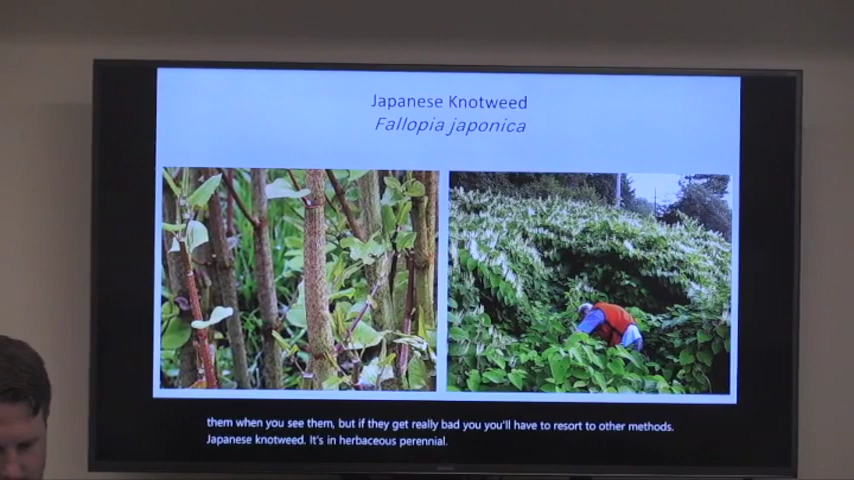 Japanese Knotweed
Fallopia japonica
them when you see them, but if they get really bad you you'll have to resort to other methods.
Japanese knotweed. It's in herbaceous perennial.